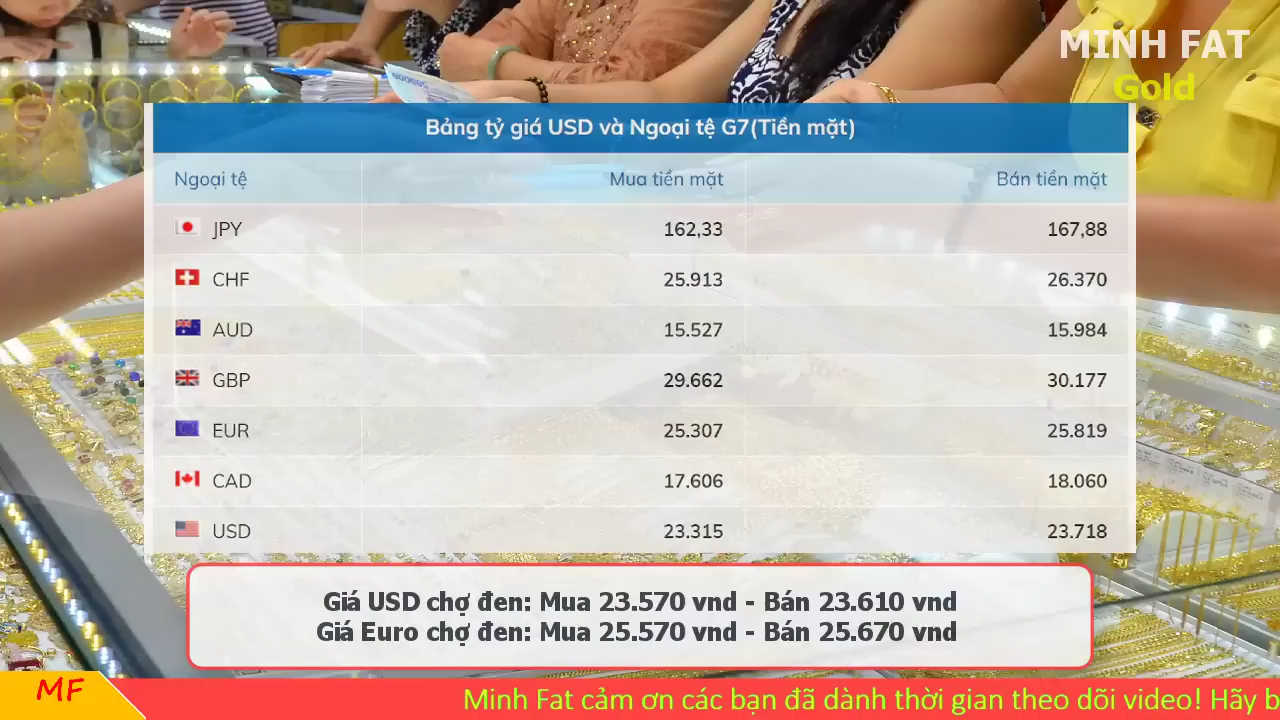 MINH FAT
Gold
Bảng tỷ giá USD và Ngoại tệ G7(Tiền mặt)
Ngoại tệ Mua tiền mặt Bán tiền mặt
JPY 162,33 167,88
CHF 25.913 26.370
AUD 15.527 15.984
GBP 29.662 30.177
EUR 25.307 25.819
CAD 17.606 18.060
USD 23.315 23.718
Giá USD chợ đen: Mua 23.570 vnd - Bán 23.610 vnd
Giá Euro chợ đen: Mua 25.570 vnd - Bán 25.670 vnd
MF
Minh Fat cảm ơn các bạn đã dành thời gian theo dõi video! Hãy b